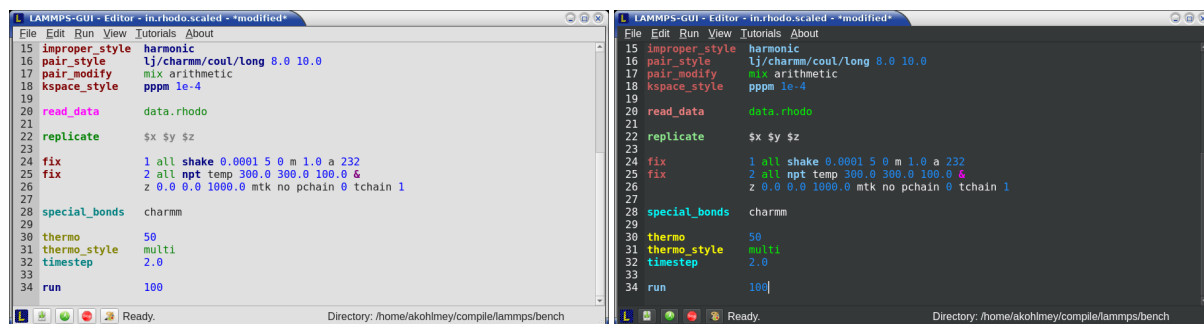 LAMMPS-GUI - Editor - in.rhodo.scaled - *modified*
File Edit Run View Tutorials About
15 improper_style harmonic
16 pair_style lj/charmm/coul/long 8.0 10.0
17 pair_modify mix arithmetic
18 kspace_style pppm 1e-4
19
20 read_data data.rhodo
21
22 replicate $x $y $z
23
24 fix 1 all shake 0.0001 5 0 m 1.0 a 232
25 fix 2 all npt temp 300.0 300.0 100.0 &
26 z 0.0 0.0 1000.0 mtk no pchain 0 tchain 1
27
28 special_bonds charmm
29
30 thermo 50
31 thermo_style multi
32 timestep 2.0
33
34 run 100
Ready. Directory: /home/akohlmey/compile/lammps/bench
LAMMPS-GUI - Editor - in.rhodo.scaled - *modified*
File Edit Run View Tutorials About
15 improper_style harmonic
16 pair_style lj/charmm/coul/long 8.0 10.0
17 pair_modify mix arithmetic
18 kspace_style pppm 1e-4
19
20 read_data data.rhodo
21
22 replicate $x $y $z
23
24 fix 1 all shake 0.0001 5 0 m 1.0 a 232
25 fix 2 all npt temp 300.0 300.0 100.0 &
26 z 0.0 0.0 1000.0 mtk no pchain 0 tchain 1
27
28 special_bonds charmm
29
30 thermo 50
31 thermo_style multi
32 timestep 2.0
33
34 run 100
Ready. Directory: /home/akohlmey/compile/lammps/bench